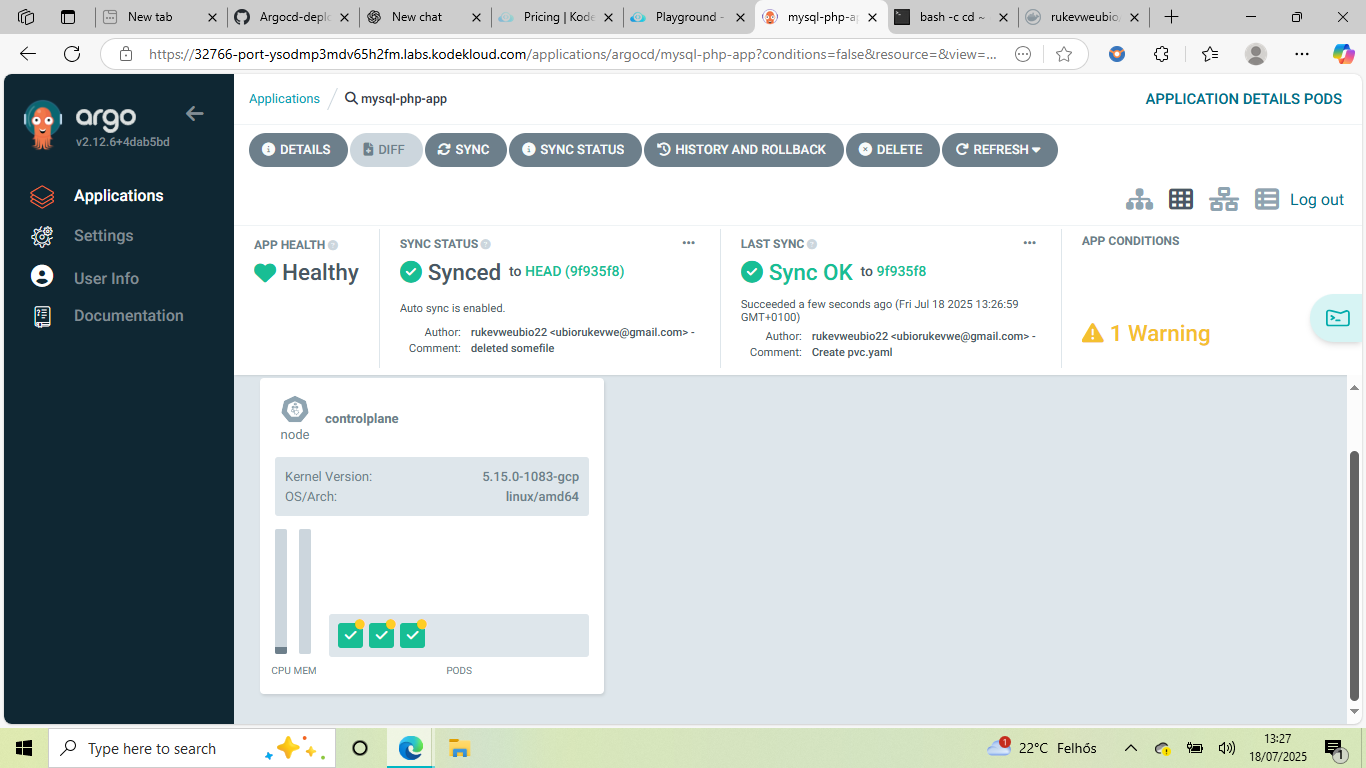 New tab
Argocd-depl
New chat
Pricing | Kode
Playground -
mysql-php-ap
bash -c cd ~
rukevweubio
https://32766-port-ysodmp3mdv65h2fm.labs.kodekloud.com/applications/argocd/mysql-php-app?conditions=false&resource=&view=...
argo
v2.12.6+4dab5bd
Applications
Settings
User Info
Documentation
Applications / mysql-php-app
APPLICATION DETAILS PODS
DETAILS DIFF SYNC SYNC STATUS HISTORY AND ROLLBACK DELETE REFRESH
Log out
APP HEALTH
Healthy
SYNC STATUS
Synced to HEAD (9f935f8)
Auto sync is enabled.
Author: rukevweubio22 <ubiorukevwe@gmail.com> -
Comment: deleted somefile
LAST SYNC
Sync OK to 9f935f8
Succeeded a few seconds ago (Fri Jul 18 2025 13:26:59
GMT+0100)
Author: rukevweubio22 <ubiorukevwe@gmail.com> -
Comment: Create pvc.yaml
APP CONDITIONS
1 Warning
node
controlplane
Kernel Version: 5.15.0-1083-gcp
OS/Arch: linux/amd64
CPU MEM
PODS
Type here to search
1
22°C Felhős
13:27
18/07/2025
1